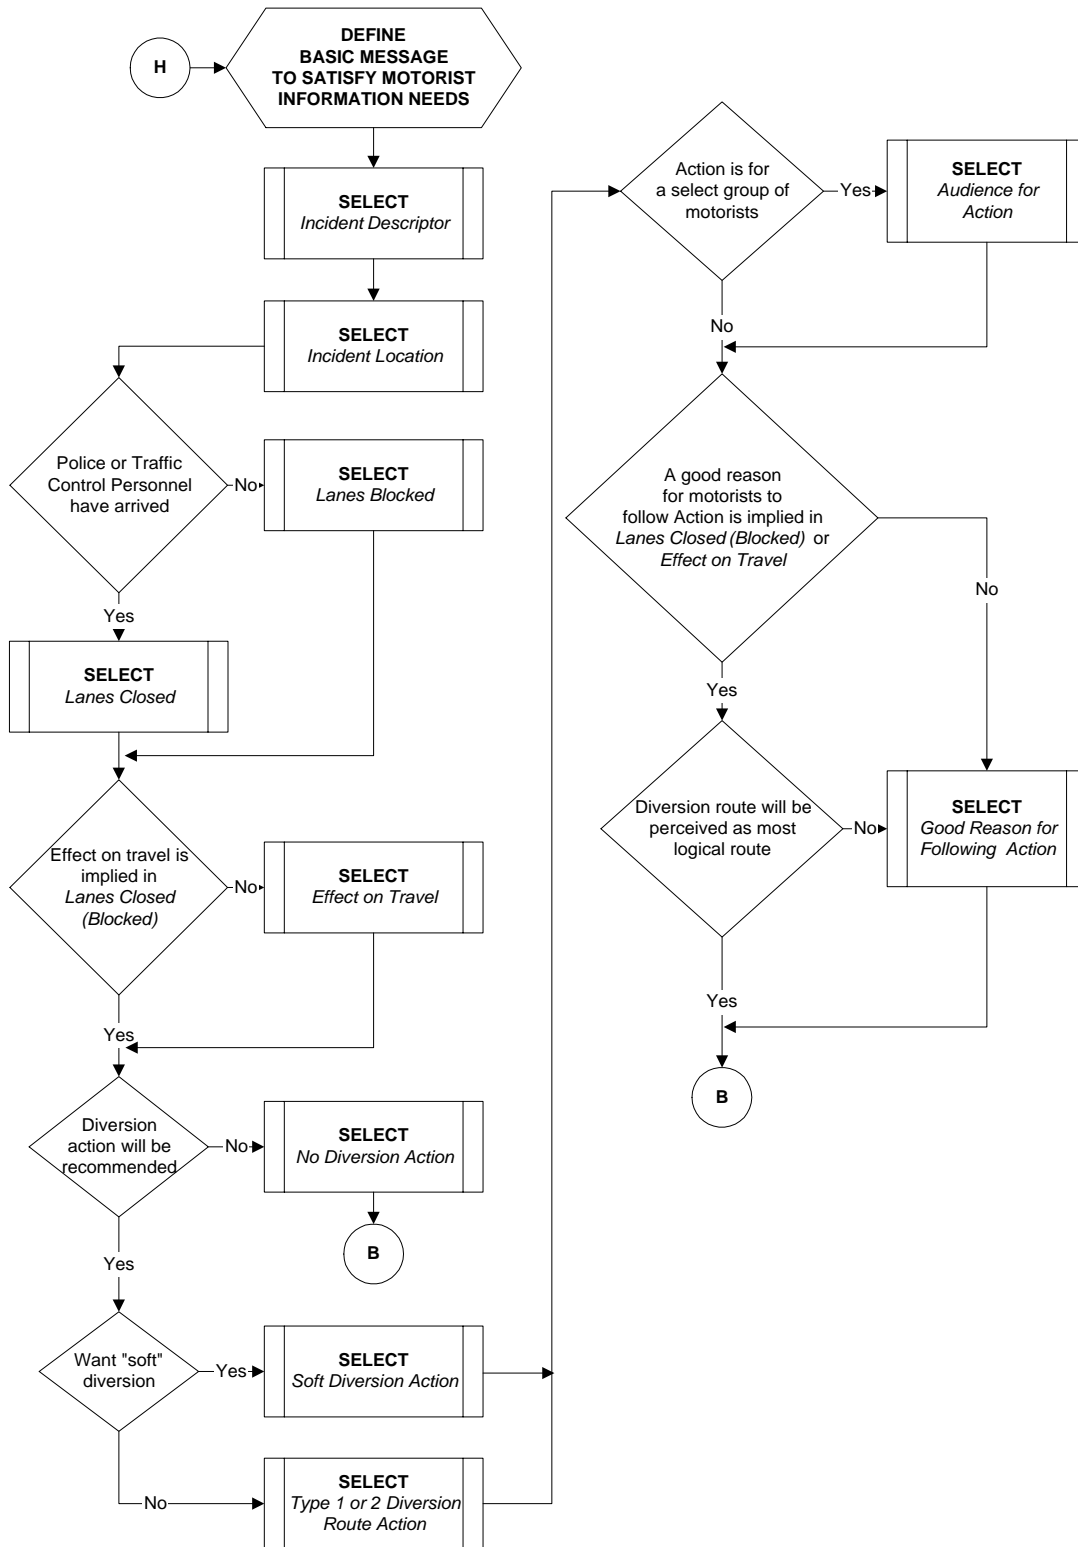 H
DEFINE
BASIC MESSAGE
TO SATISFY MOTORIST
INFORMATION NEEDS
SELECT
Incident Descriptor
SELECT
Incident Location
Police or Traffic
Control Personnel
have arrived
No
SELECT
Lanes Blocked
Yes
SELECT
Lanes Closed
Effect on travel is
implied in
Lanes Closed
(Blocked)
No
SELECT
Effect on Travel
Yes
Diversion
action will be
recommended
No
SELECT
No Diversion Action
B
Yes
Want "soft"
diversion
Yes
SELECT
Soft Diversion Action
No
SELECT
Type 1 or 2 Diversion
Route Action
Action is for
a select group of
motorists
Yes
SELECT
Audience for
Action
No
A good reason
for motorists to
follow Action is implied in
Lanes Closed (Blocked) or
Effect on Travel
No
Yes
Diversion route will be
perceived as most
logical route
No
SELECT
Good Reason for
Following Action
Yes
B